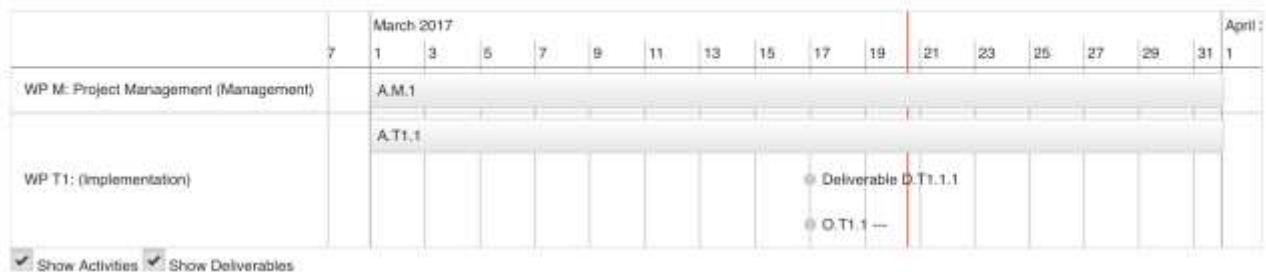 March 2017 April
7 1 3 5 7 9 11 13 15 17 19 21 23 25 27 29 31 1
WP M: Project Management (Management) A.M.1
A.T1.1
WP T1: (Implementation) Deliverable D.T1.1.1
O.T1.1 ---
Show Activities Show Deliverables